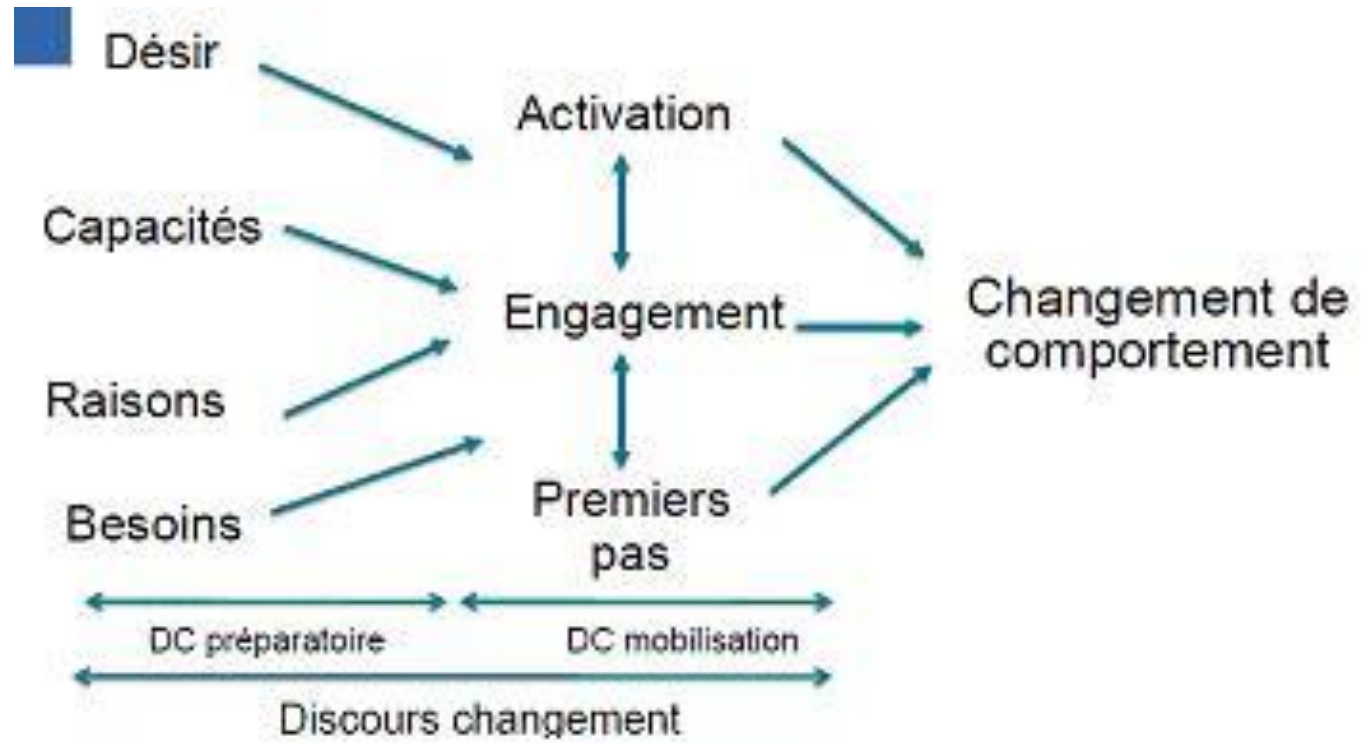 Désir
Capacités
Raisons
Besoins
Activation
Engagement
Premiers
pas
Changement de
comportement
DC préparatoire
DC mobilisation
Discours changement